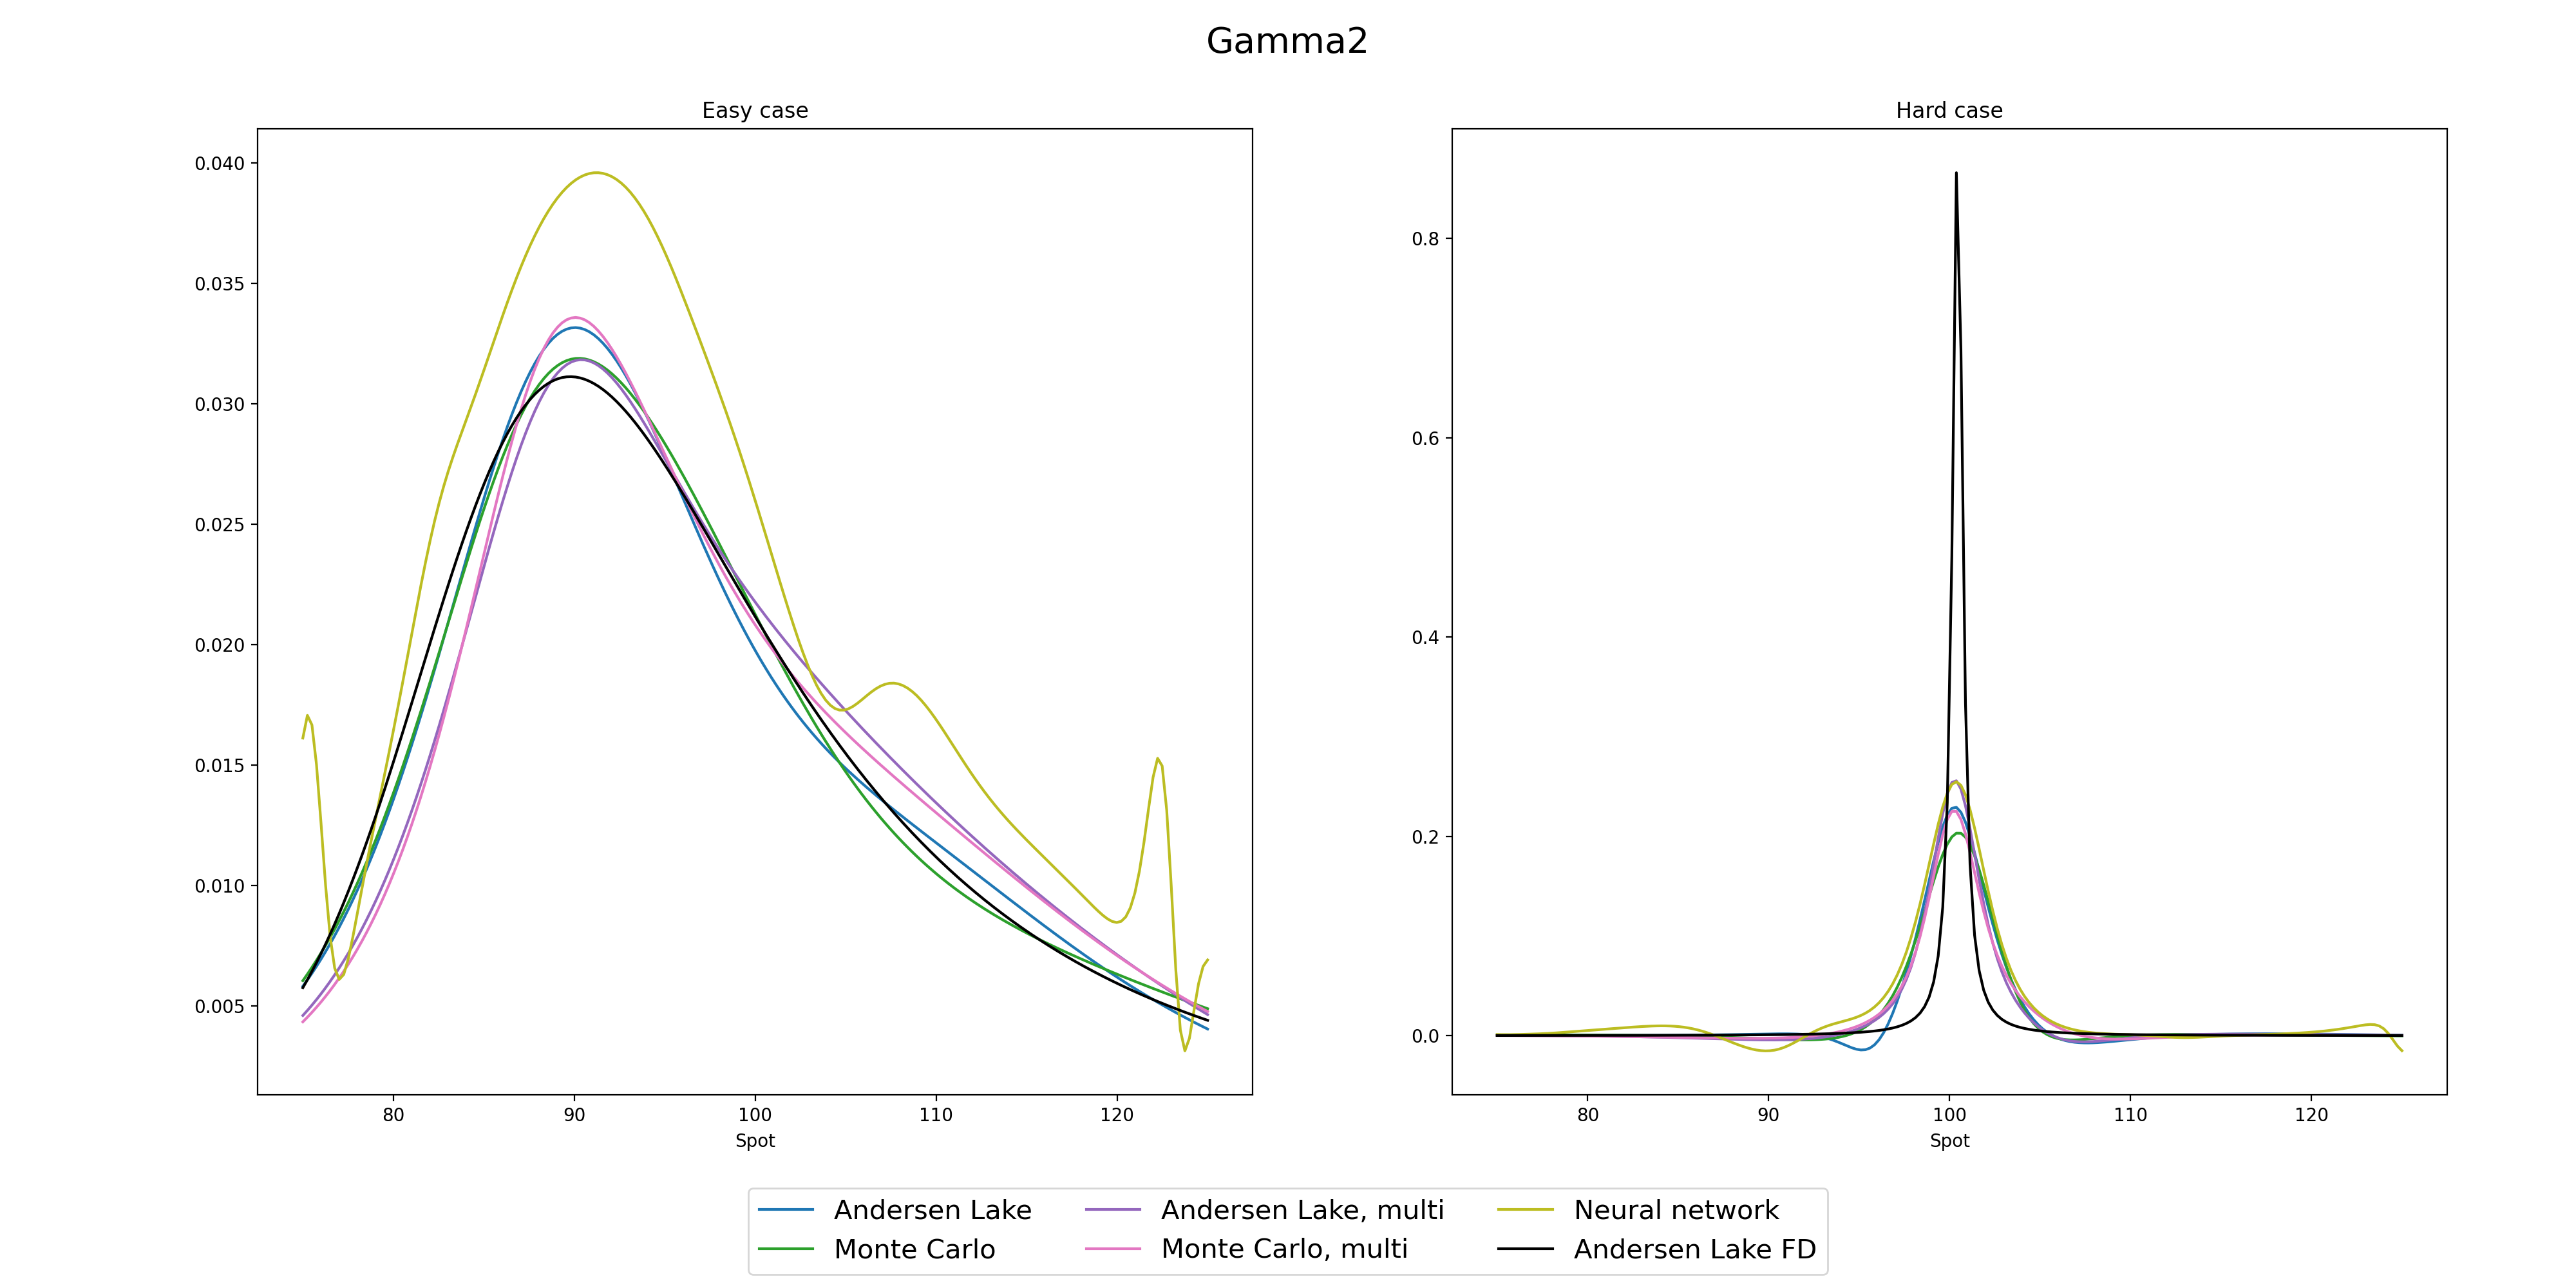 Gamma2
Easy case
0.040
0.035
0.030
0.025
0.020
0.015
0.010
0.005
80 90 100 110 120
Spot
Hard case
0.8
0.6
0.4
0.2
0.0
80 90 100 110 120
Spot
Andersen Lake Andersen Lake, multi Neural network
Monte Carlo Monte Carlo, multi Andersen Lake FD